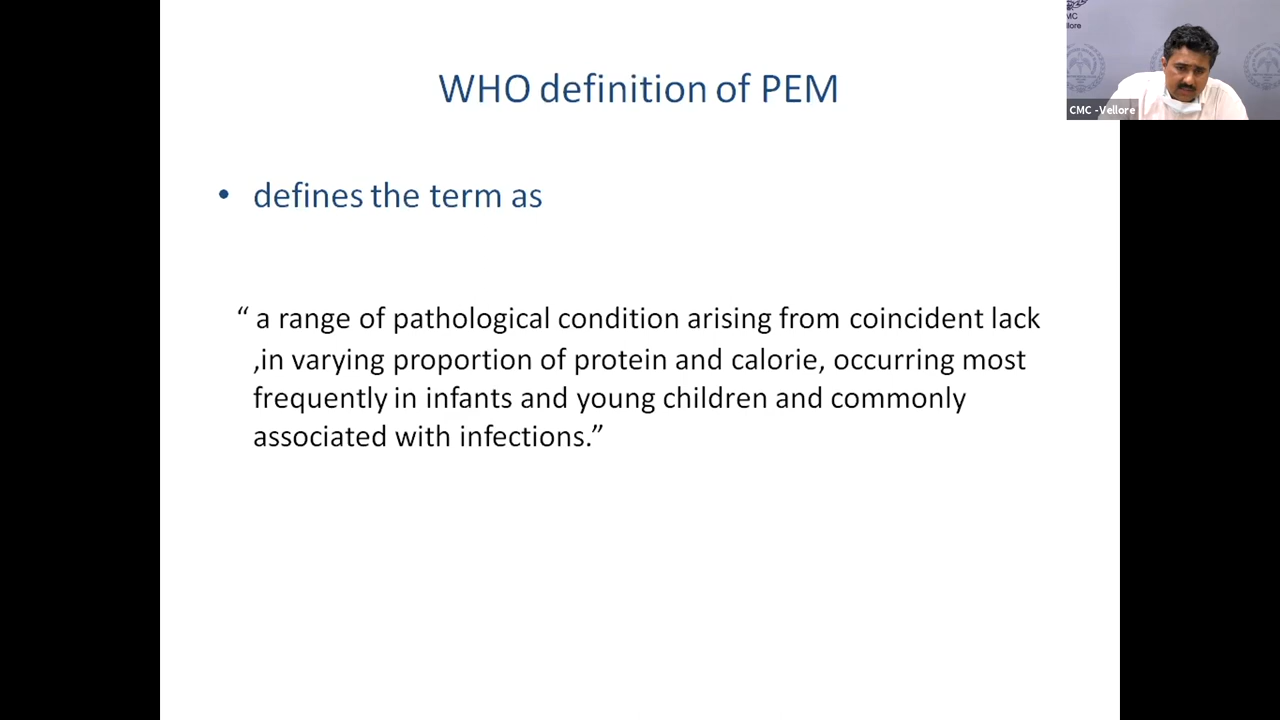 WHO definition of PEM
• defines the term as
“ a range of pathological condition arising from coincident lack
,in varying proportion of protein and calorie, occurring most
frequently in infants and young children and commonly
associated with infections.”
MC
llore
CMC -Vellore